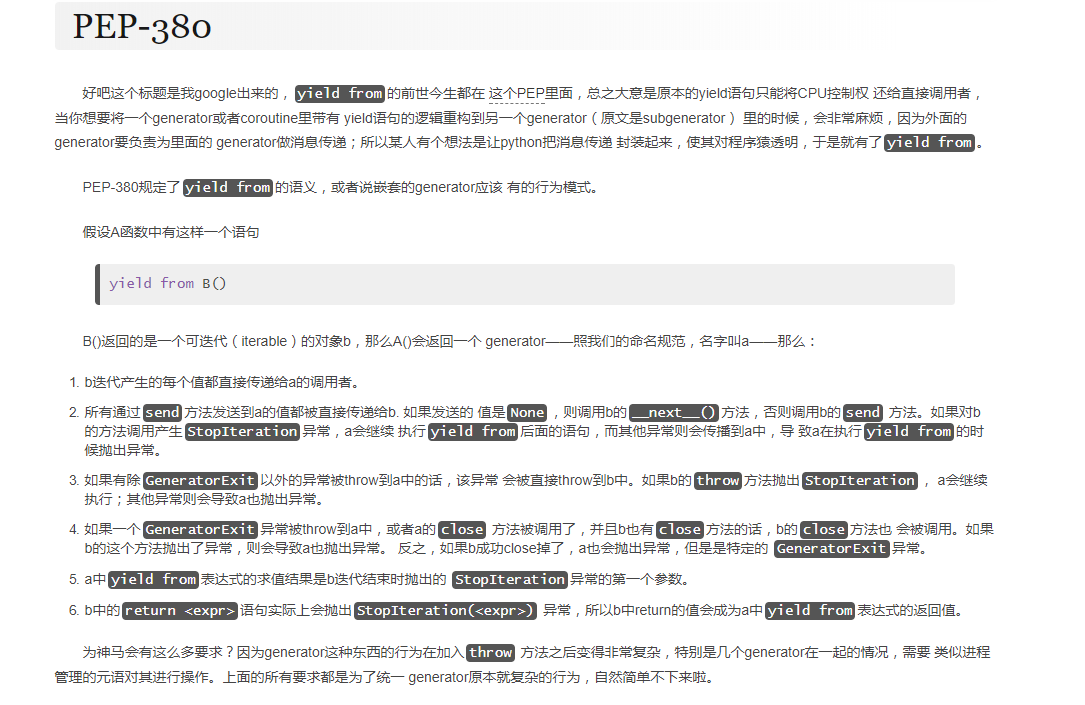 PEP-380
好吧这个标题是我google出来的， yield from 的前世今生都在 这个PEP里面，总之大意是原本的yield语句只能将CPU控制权 还给直接调用者，
当你想要将一个generator或者coroutine里带有 yield语句的逻辑重构到另一个generator（原文是subgenerator） 里的时候，会非常麻烦，因为外面的
generator要负责为里面的 generator做消息传递；所以某人有个想法是让python把消息传递 封装起来，使其对程序猿透明，于是就有了 yield from 。
PEP-380规定了 yield from 的语义，或者说嵌套的generator应该 有的行为模式。
假设A函数中有这样一个语句
yield from B()
B()返回的是一个可迭代（iterable）的对象b，那么A()会返回一个 generator——照我们的命名规范，名字叫a——那么：
1. b迭代产生的每个值都直接传递给a的调用者。
2. 所有通过 send 方法发送到a的值都被直接传递给b. 如果发送的 值是 None ，则调用b的 __next__() 方法，否则调用b的 send 方法。如果对b
的方法调用产生 StopIteration 异常，a会继续 执行 yield from 后面的语句，而其他异常则会传播到a中，导 致a在执行 yield from 的时
候抛出异常。
3. 如果有除 GeneratorExit 以外的异常被throw到a中的话，该异常 会被直接throw到b中。如果b的 throw 方法抛出 StopIteration ， a会继续
执行；其他异常则会导致a也抛出异常。
4. 如果一个 GeneratorExit 异常被throw到a中，或者a的 close 方法被调用了，并且b也有 close 方法的话，b的 close 方法也 会被调用。如果
b的这个方法抛出了异常，则会导致a也抛出异常。 反之，如果b成功close掉了，a也会抛出异常，但是是特定的 GeneratorExit 异常。
5. a中 yield from 表达式的求值结果是b迭代结束时抛出的 StopIteration 异常的第一个参数。
6. b中的 return <expr> 语句实际上会抛出 StopIteration(<expr>) 异常，所以b中return的值会成为a中 yield from 表达式的返回值。
为神马会有这么多要求？因为generator这种东西的行为在加入 throw 方法之后变得非常复杂，特别是几个generator在一起的情况，需要 类似进程
管理的元语对其进行操作。上面的所有要求都是为了统一 generator原本就复杂的行为，自然简单不下来啦。